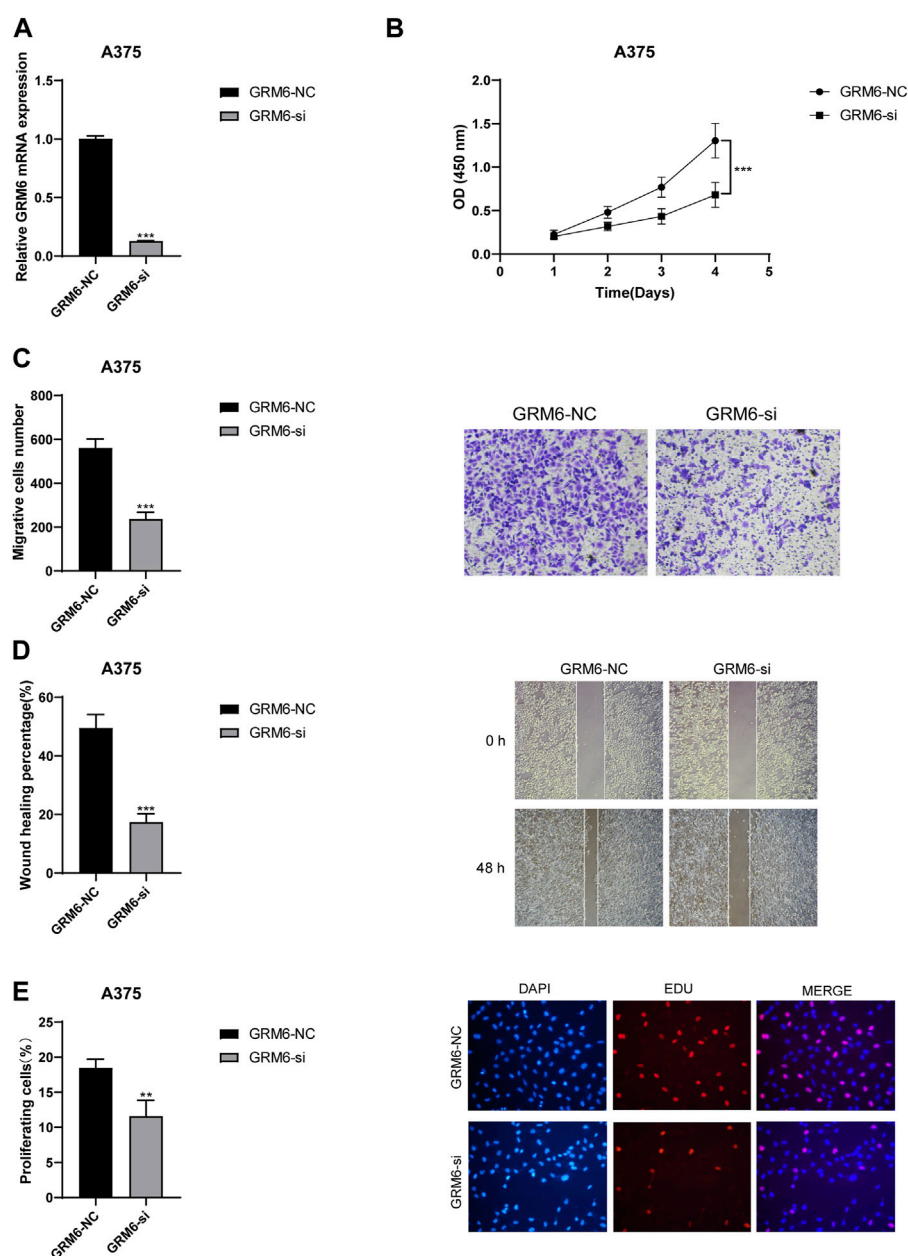 A
A375
Relative GRM6 mRNA expression
1.5
1.0
0.5
0.0
***
GRM6-NC
GRM6-si
GRM6-NC
GRM6-si
B
A375
OD (450 nm)
2.0
1.5
1.0
0.5
0.0
0 1 2 3 4 5
Time(Days)
***
GRM6-NC
GRM6-si
C
A375
Migrative cells number
800
600
400
200
0
***
GRM6-NC
GRM6-si
GRM6-NC
GRM6-si
GRM6-NC GRM6-si
D
A375
Wound healing percentage(%)
60
40
20
0
***
GRM6-NC
GRM6-si
GRM6-NC
GRM6-si
GRM6-NC GRM6-si
0 h
48 h
E
A375
Proliferating cells(%)
25
20
15
10
5
0
**
GRM6-NC
GRM6-si
GRM6-NC
GRM6-si
DAPI EDU MERGE
GRM6-NC
GRM6-si